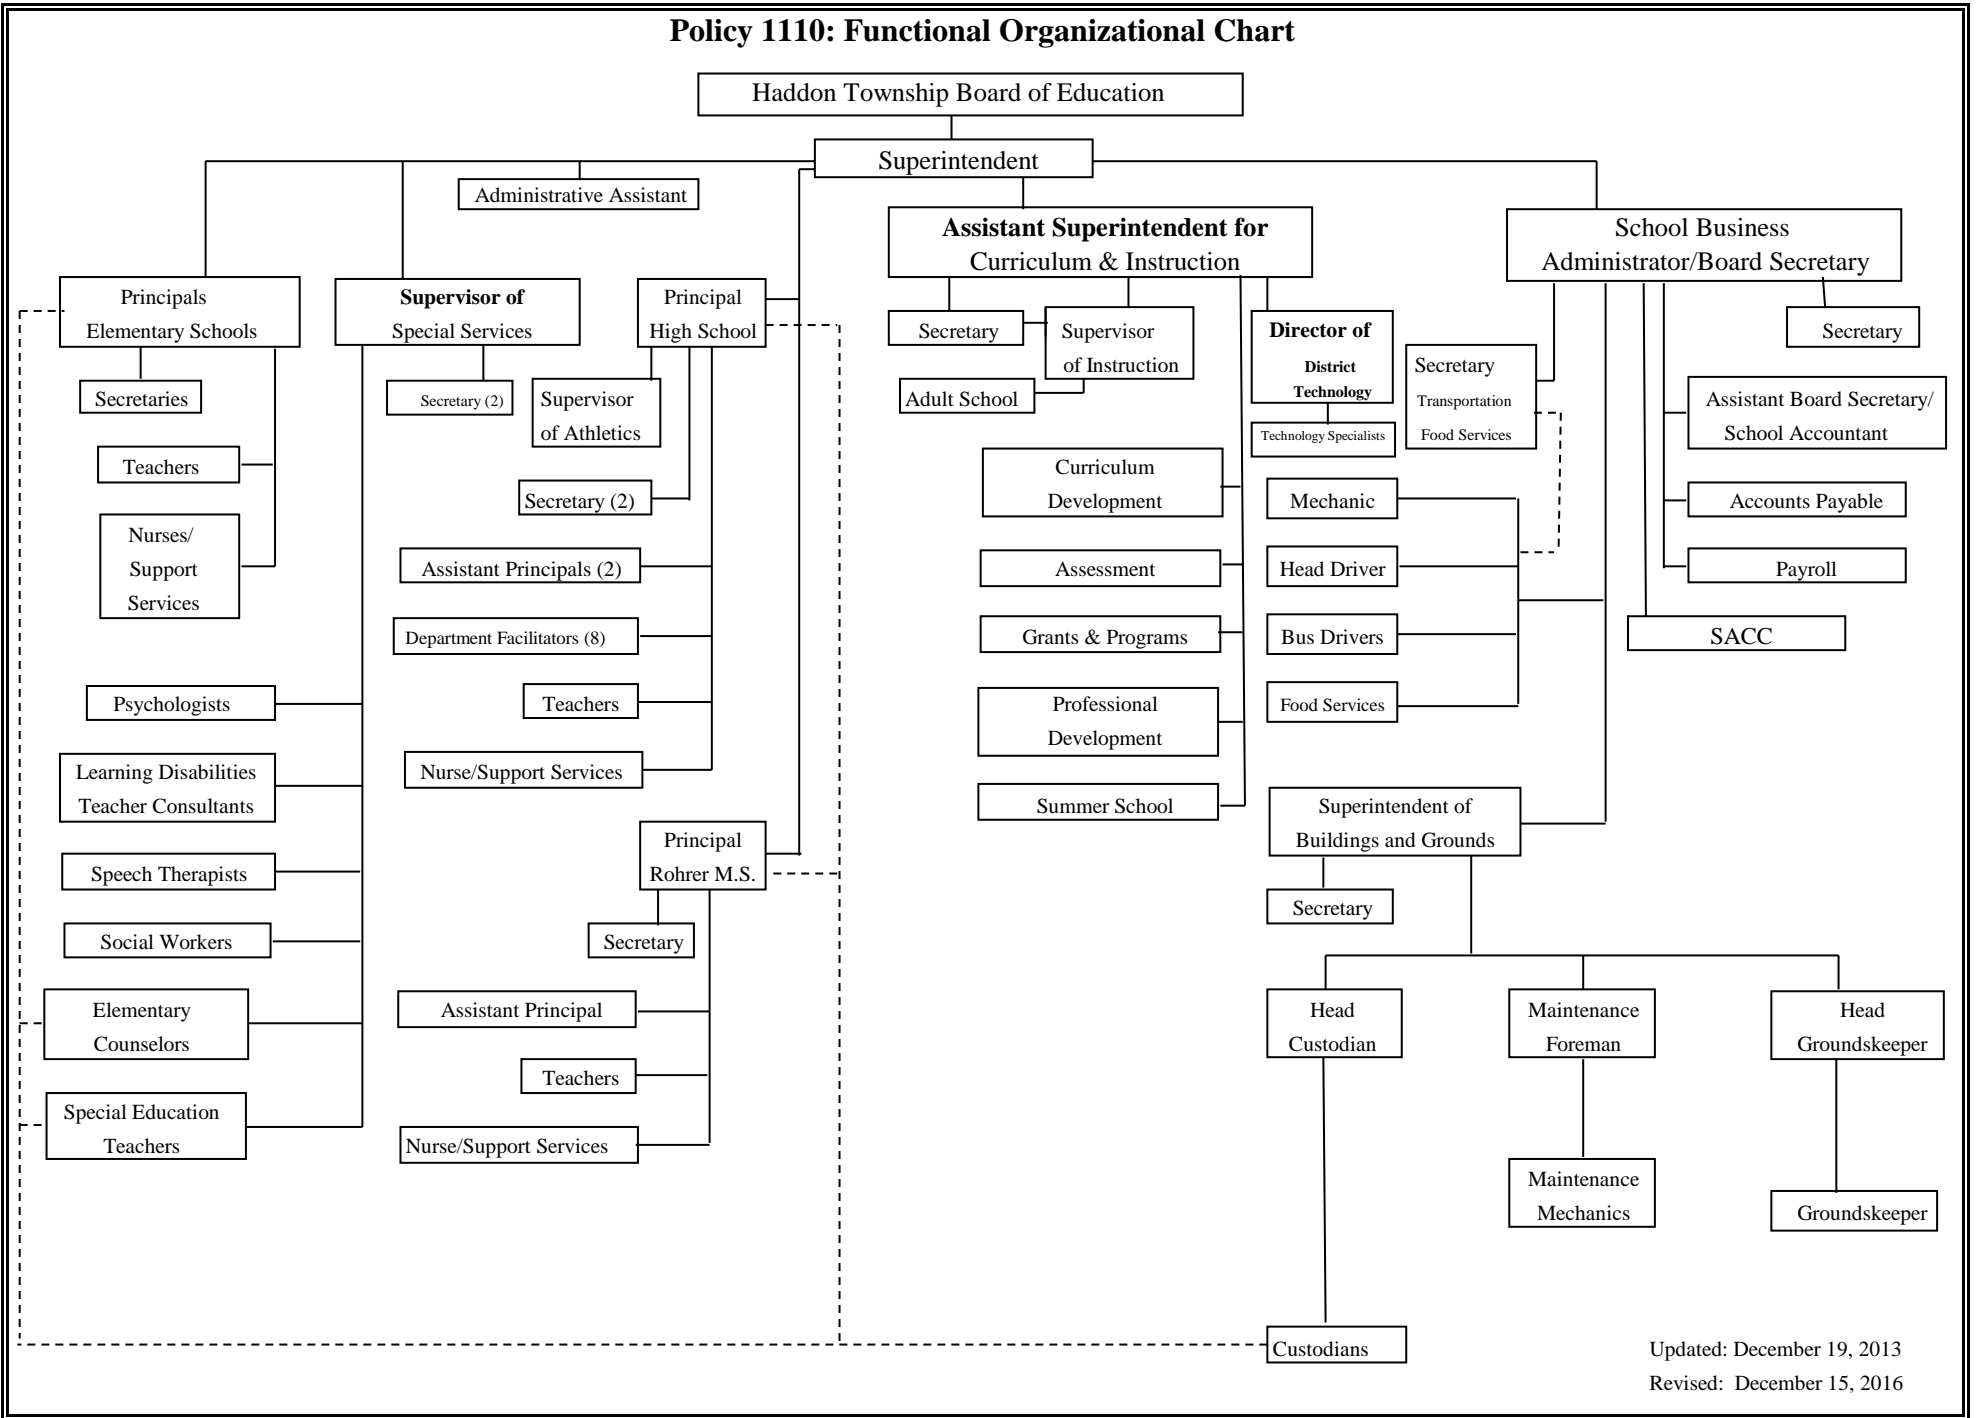 Policy 1110: Functional Organizational Chart
Haddon Township Board of Education
Superintendent
Administrative Assistant
Principals
Elementary Schools
Secretaries
Teachers
Nurses/
Support
Services
Supervisor of
Special Services
Secretary (2)
Psychologists
Learning Disabilities
Teacher Consultants
Speech Therapists
Social Workers
Elementary
Counselors
Special Education
Teachers
Principal
High School
Supervisor
of Athletics
Secretary (2)
Assistant Principals (2)
Department Facilitators (8)
Teachers
Nurse/Support Services
Principal
Rohrer M.S.
Secretary
Assistant Principal
Teachers
Nurse/Support Services
Assistant Superintendent for
Curriculum & Instruction
Secretary
Supervisor
of Instruction
Adult School
Director of
District
Technology
Technology Specialists
Curriculum
Development
Assessment
Grants & Programs
Professional
Development
Summer School
School Business
Administrator/Board Secretary
Secretary
Secretary
Transportation
Food Services
Assistant Board Secretary/
School Accountant
Accounts Payable
Payroll
SACC
Mechanic
Head Driver
Bus Drivers
Food Services
Superintendent of
Buildings and Grounds
Secretary
Head
Custodian
Maintenance
Foreman
Head
Groundskeeper
Maintenance
Mechanics
Groundskeeper
Custodians
Updated: December 19, 2013
Revised: December 15, 2016